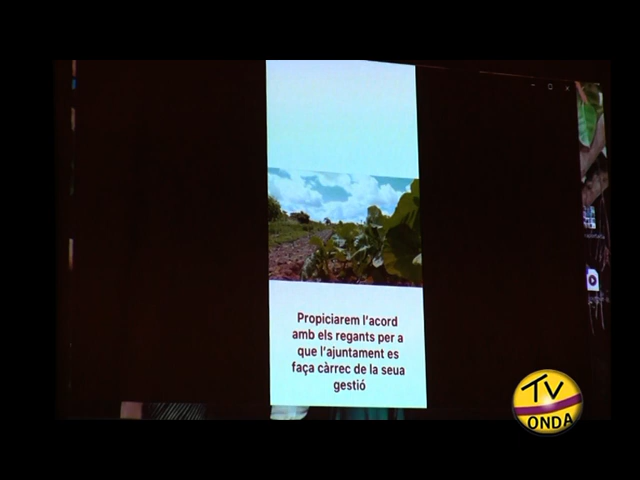 Propiciarem l'acord
amb els regants per a
que l'ajuntament es
faça càrrec de la seua
gestió
TV
ONDA